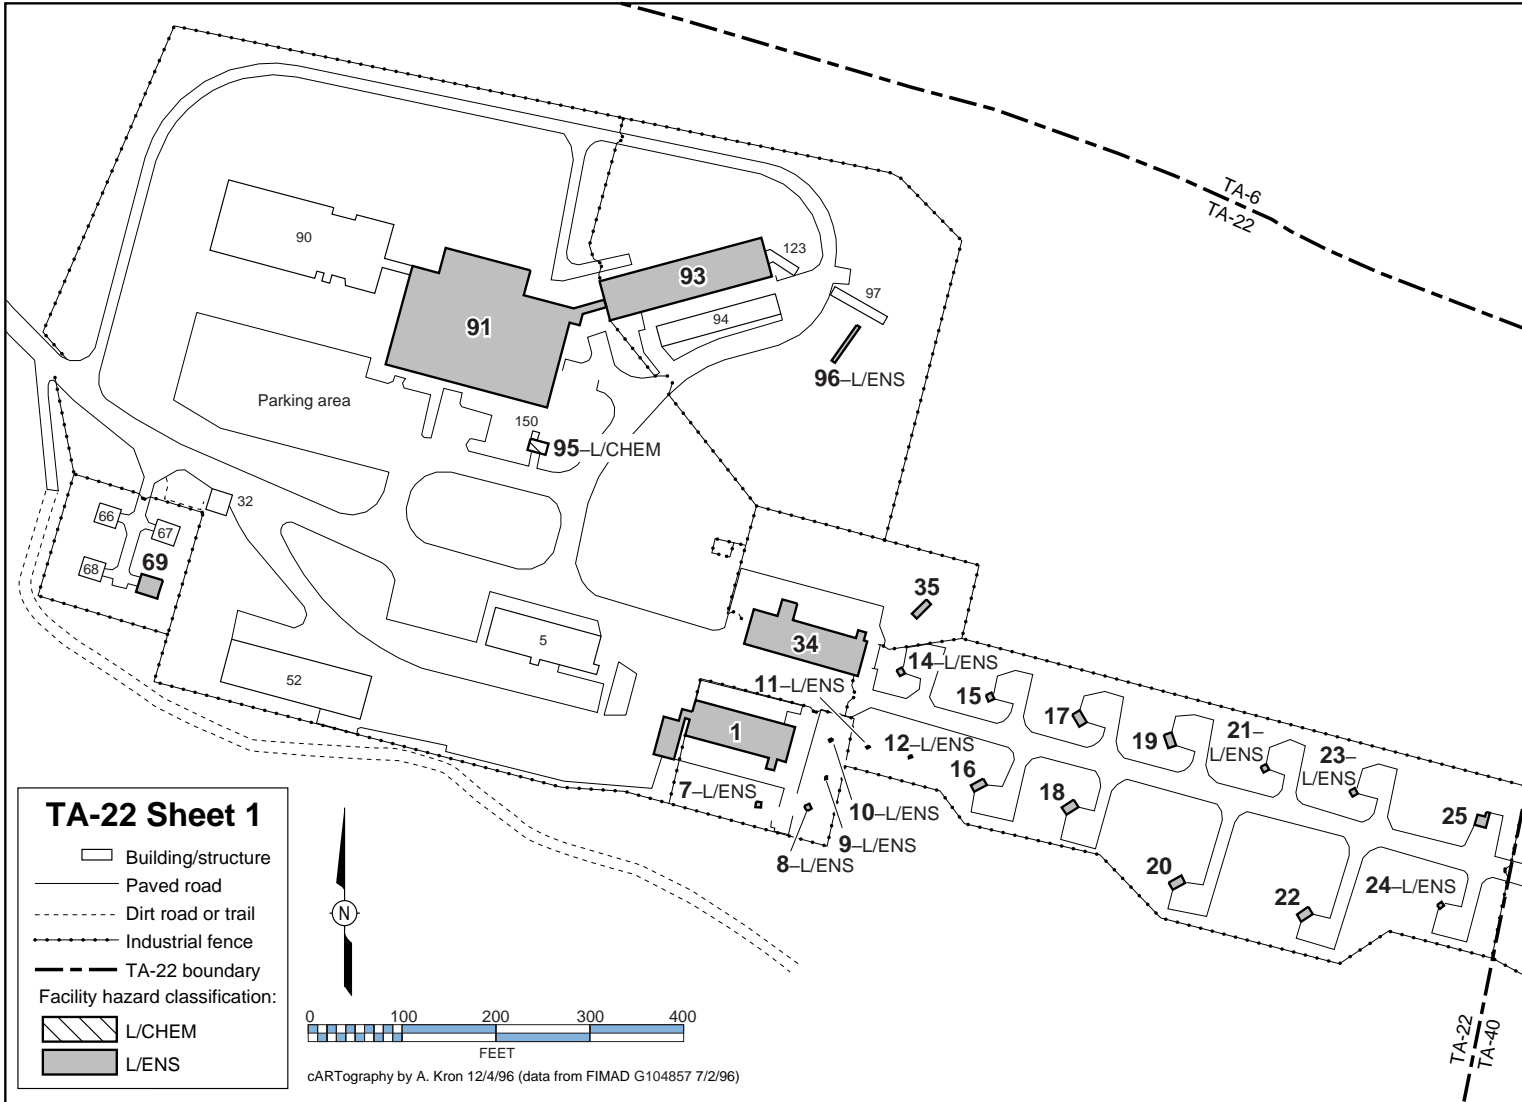 TA-6
TA-22
90
123
93
97
94
91
96–L/ENS
Parking area
150
95–L/CHEM
32
66
67
68
69
35
5
34
14–L/ENS
52
11–L/ENS
15
17
1
12–L/ENS
19
21–
L/ENS
23–
L/ENS
16
7–L/ENS
18
10–L/ENS
25
9–L/ENS
8–L/ENS
20
24–L/ENS
22
TA-22 Sheet 1
Building/structure
Paved road
Dirt road or trail
Industrial fence
TA-22 boundary
Facility hazard classification:
L/CHEM
L/ENS
N
0 100 200 300 400
FEET
cARTography by A. Kron 12/4/96 (data from FIMAD G104857 7/2/96)
TA-22
TA-40